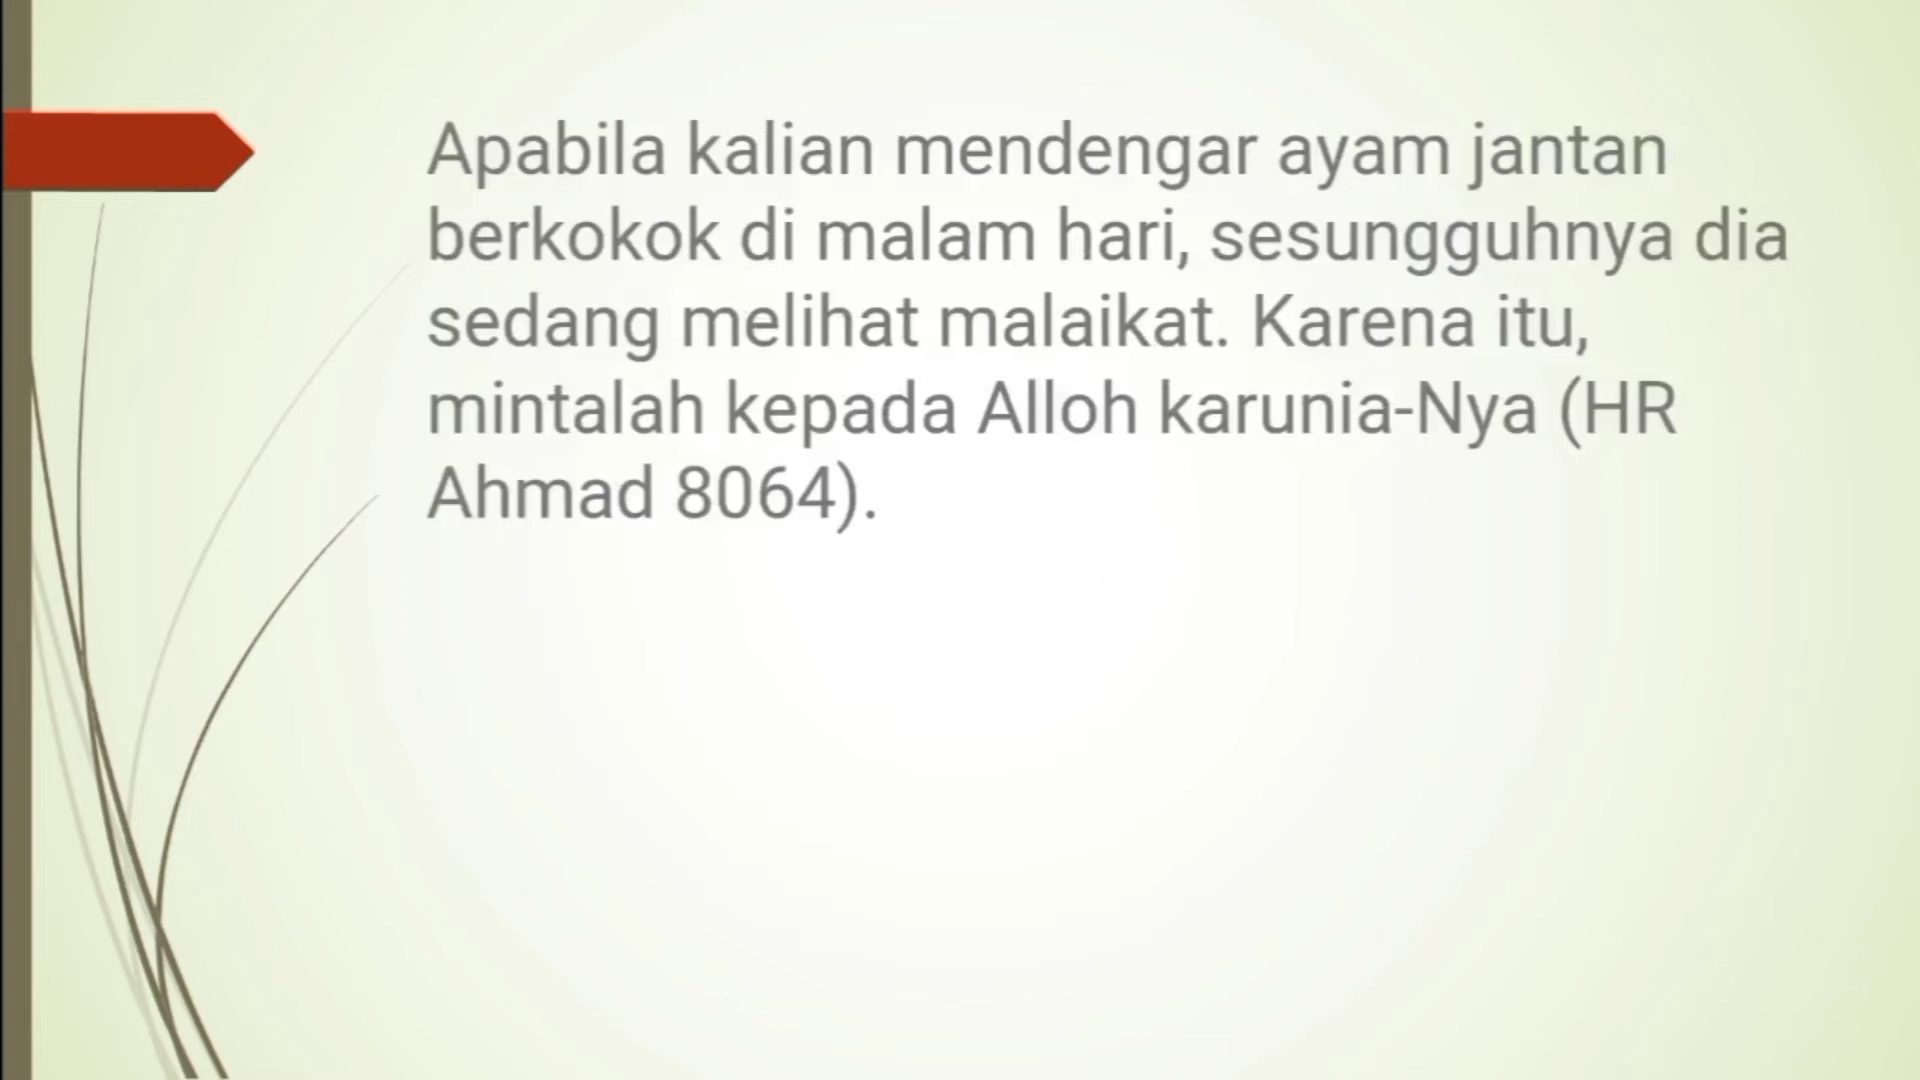 Apabila kalian mendengar ayam jantan
berkokok di malam hari, sesungguhnya dia
sedang melihat malaikat. Karena itu,
mintalah kepada Alloh karunia-Nya (HR
Ahmad 8064).